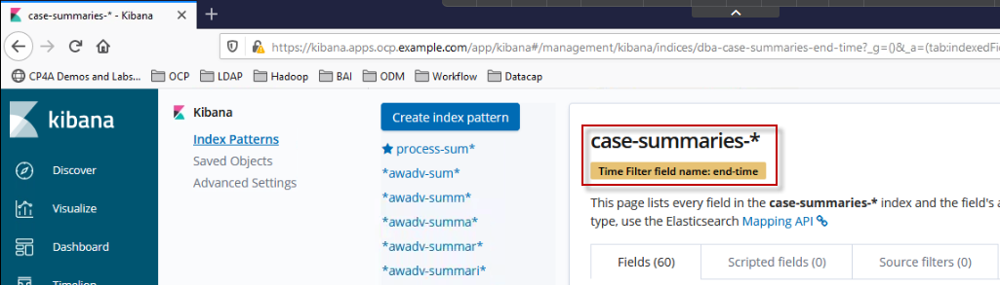 case-summaries-* - Kibana
https://kibana.apps.ocp.example.com/app/kibana#/management/kibana/indices/dba-case-summaries-end-time?_g=()&_a=(tab:indexedFie
CP4A Demos and Labs... OCP LDAP Hadoop BAI ODM Workflow Datacap
kibana
Discover
Visualize
Dashboard
Timelion
Kibana
Index Patterns
Saved Objects
Advanced Settings
Create index pattern
process-sum*
*awadv-sum*
*awadv-summ*
*awadv-summa*
*awadv-summar*
*awadv-summari*
case-summaries-*
Time Filter field name: end-time
This page lists every field in the case-summaries-* index and the field's a
type, use the Elasticsearch Mapping API
Fields (60) Scripted fields (0) Source filters (0)